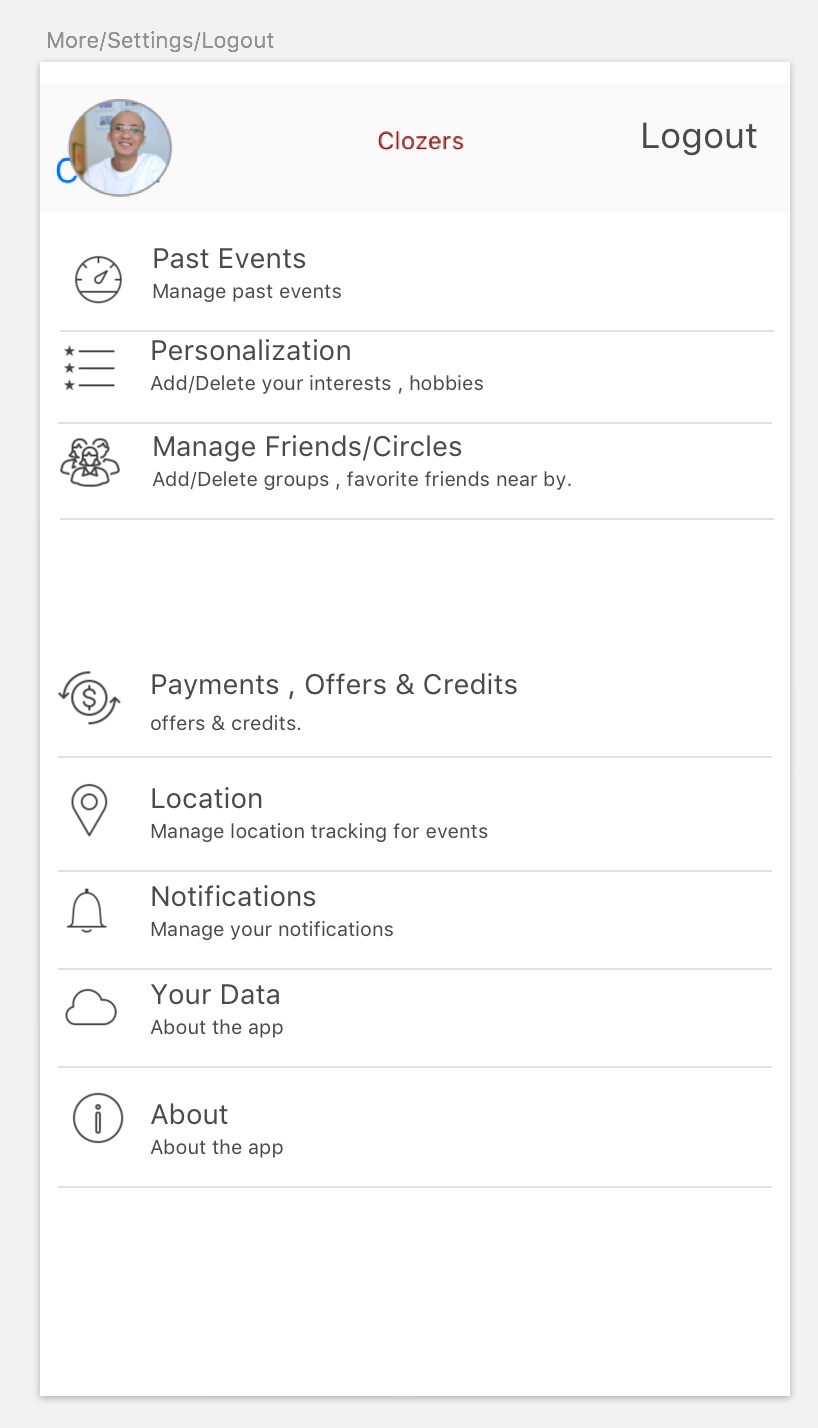 More/Settings/Logout
Clozers
Logout
Past Events
Manage past events
Personalization
Add/Delete your interests , hobbies
Manage Friends/Circles
Add/Delete groups , favorite friends near by.
Payments , Offers & Credits
offers & credits.
Location
Manage location tracking for events
Notifications
Manage your notifications
Your Data
About the app
About
About the app